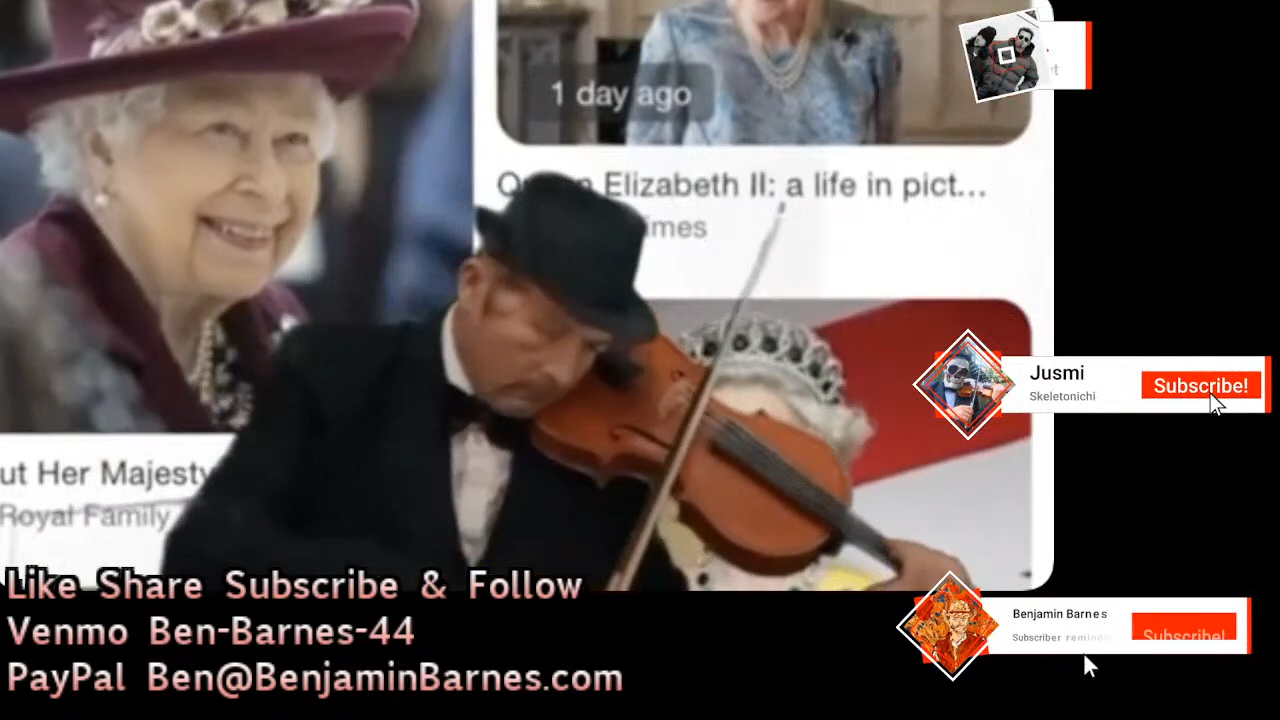 1 day ago
Elizabeth II: a life in pict...
imes
Jusmi
Skeletonichi
Subscribe!
ut Her Majesty
Royal Family
Like Share Subscribe & Follow
Venmo Ben-Barnes-44
PayPal Ben@BenjaminBarnes.com
Benjamin Barnes
Subscriber
Subscribe!